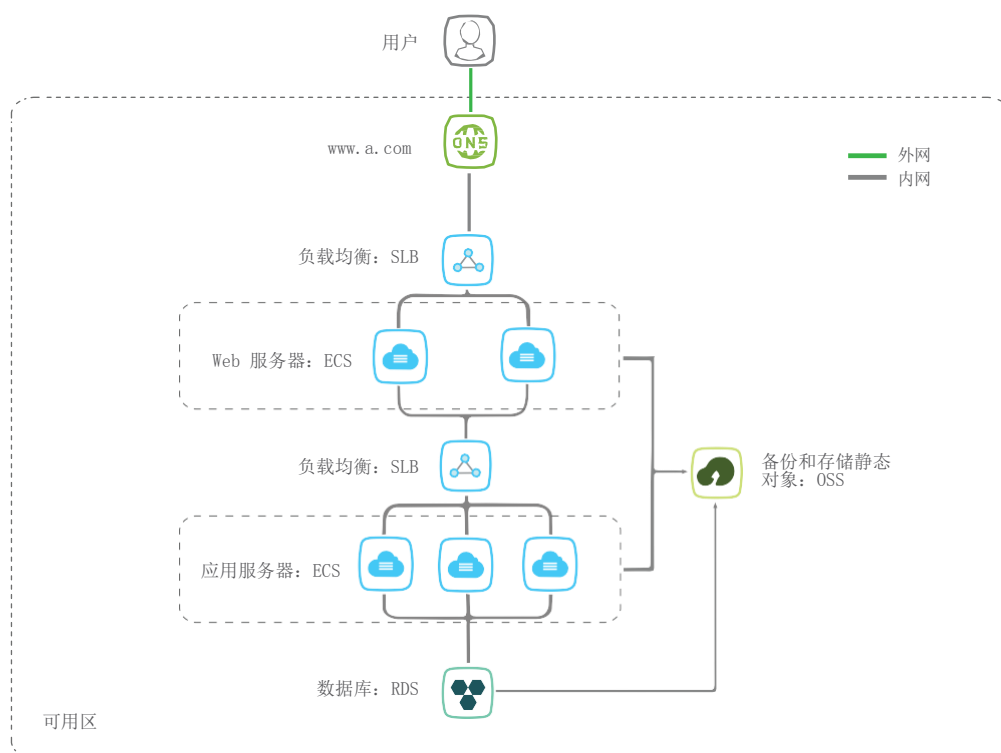 用户
www.a.com
ONS
外网
内网
负载均衡: SLB
Web 服务器: ECS
负载均衡: SLB
备份和存储静态
对象: OSS
应用服务器: ECS
数据库: RDS
可用区